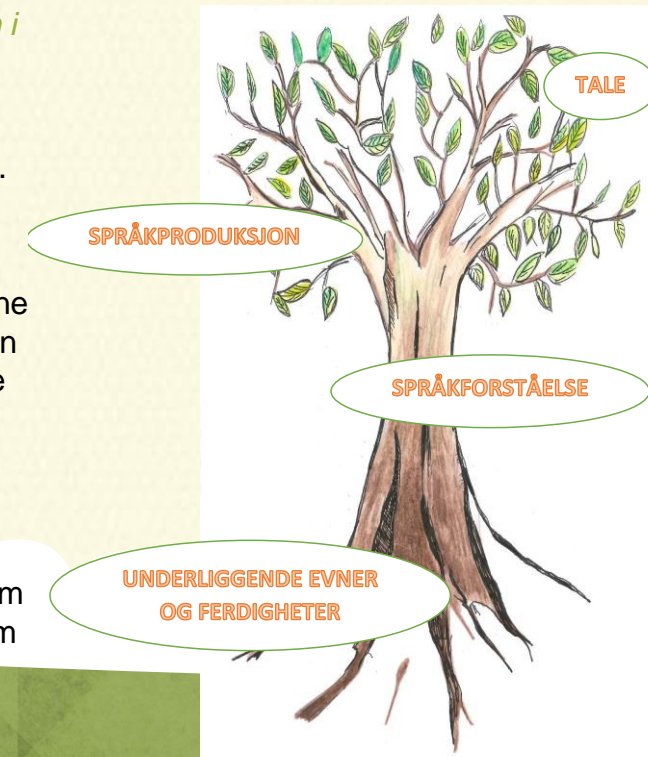 i
.
TALE
SPRÅKPRODUKSJON
SPRÅKFORSTÅELSE
UNDERLIGGENDE EVNER
OG FERDIGHETER